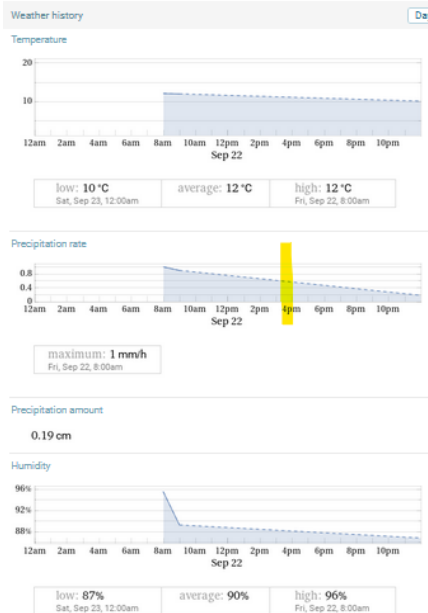 Weather history
Temperature
20
10
12am 2am 4am 6am 8am 10am 12pm 2pm 4pm 6pm 8pm 10pm
Sep 22
low: 10 °C average: 12 °C high: 12 °C
Sat, Sep 23, 12:00am Fri, Sep 22, 8:00am
Precipitation rate
0.8
0.4
0
12am 2am 4am 6am 8am 10am 12pm 2pm 4pm 6pm 8pm 10pm
Sep 22
maximum: 1 mm/h
Fri, Sep 22, 8:00am
Precipitation amount
0.19 cm
Humidity
96%
92%
88%
12am 2am 4am 6am 8am 10am 12pm 2pm 4pm 6pm 8pm 10pm
Sep 22
low: 87% average: 90% high: 96%
Sat, Sep 23, 12:00am Fri, Sep 22, 8:00am